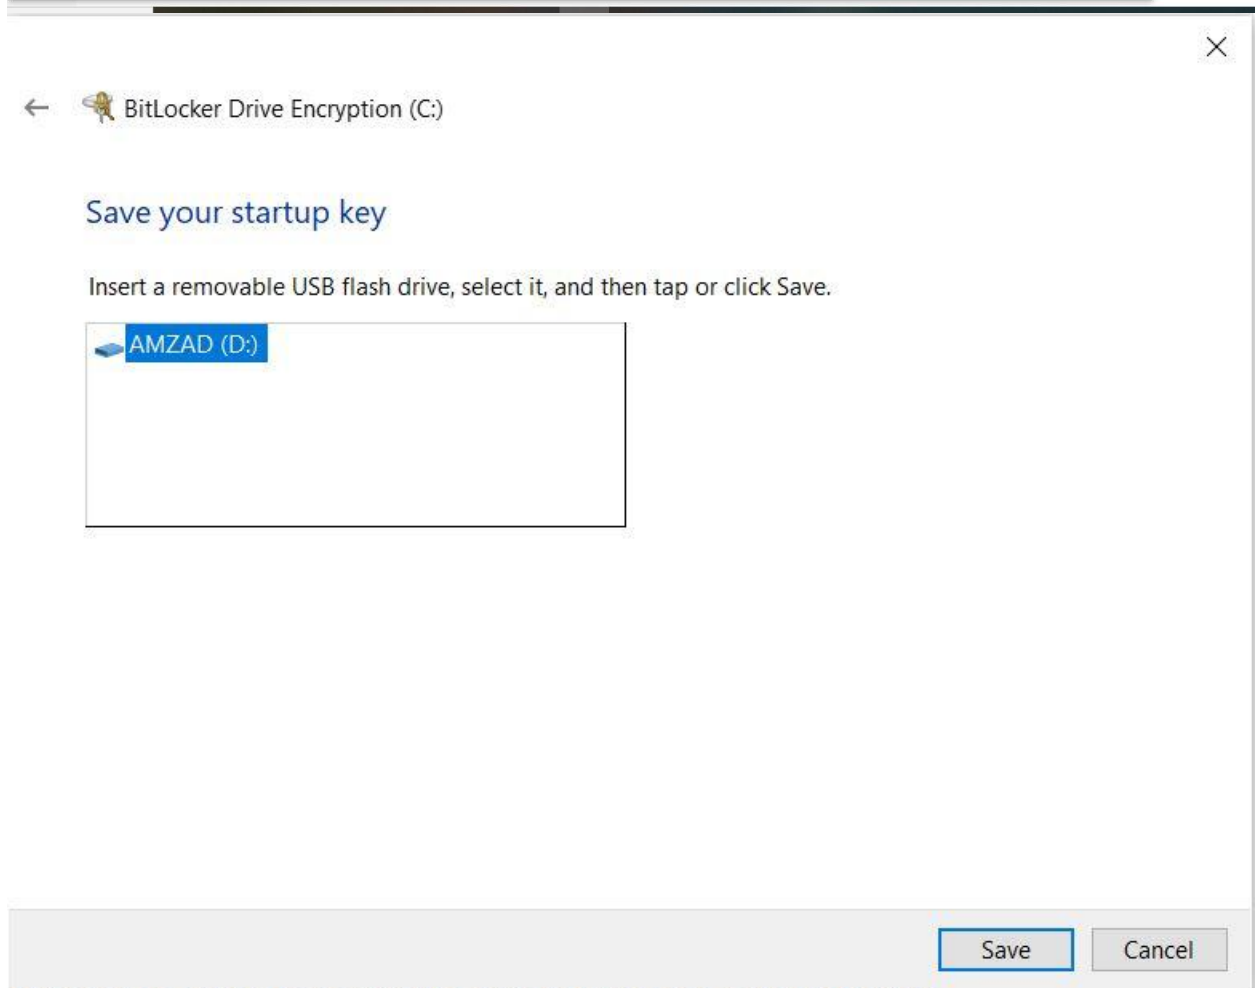 BitLocker Drive Encryption (C:)
Save your startup key
Insert a removable USB flash drive, select it, and then tap or click Save.
AMZAD (D:)
Save
Cancel